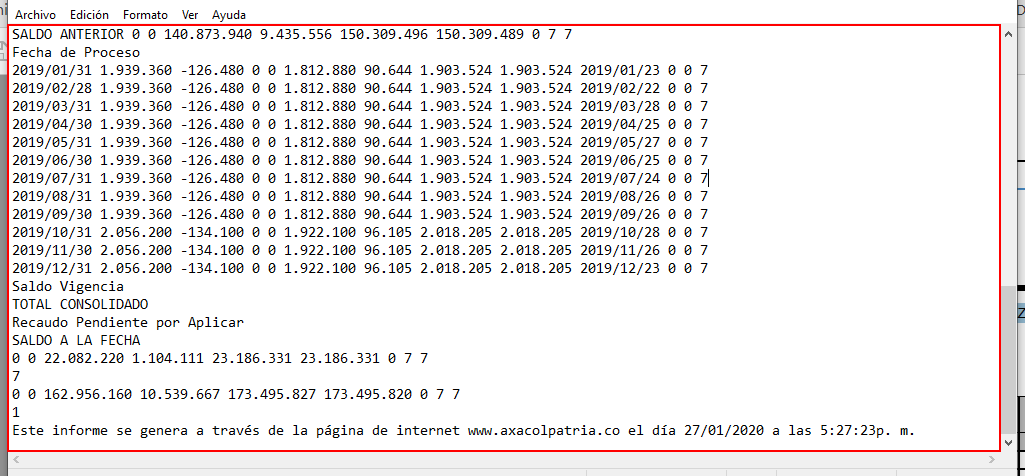 Archivo Edición Formato Ver Ayuda
SALDO ANTERIOR 0 0 140.873.940 9.435.556 150.309.496 150.309.489 0 7 7
Fecha de Proceso
2019/01/31 1.939.360 -126.480 0 0 1.812.880 90.644 1.903.524 1.903.524 2019/01/23 0 0 7
2019/02/28 1.939.360 -126.480 0 0 1.812.880 90.644 1.903.524 1.903.524 2019/02/22 0 0 7
2019/03/31 1.939.360 -126.480 0 0 1.812.880 90.644 1.903.524 1.903.524 2019/03/28 0 0 7
2019/04/30 1.939.360 -126.480 0 0 1.812.880 90.644 1.903.524 1.903.524 2019/04/25 0 0 7
2019/05/31 1.939.360 -126.480 0 0 1.812.880 90.644 1.903.524 1.903.524 2019/05/27 0 0 7
2019/06/30 1.939.360 -126.480 0 0 1.812.880 90.644 1.903.524 1.903.524 2019/06/25 0 0 7
2019/07/31 1.939.360 -126.480 0 0 1.812.880 90.644 1.903.524 1.903.524 2019/07/24 0 0 7
2019/08/31 1.939.360 -126.480 0 0 1.812.880 90.644 1.903.524 1.903.524 2019/08/26 0 0 7
2019/09/30 1.939.360 -126.480 0 0 1.812.880 90.644 1.903.524 1.903.524 2019/09/26 0 0 7
2019/10/31 2.056.200 -134.100 0 0 1.922.100 96.105 2.018.205 2.018.205 2019/10/28 0 0 7
2019/11/30 2.056.200 -134.100 0 0 1.922.100 96.105 2.018.205 2.018.205 2019/11/26 0 0 7
2019/12/31 2.056.200 -134.100 0 0 1.922.100 96.105 2.018.205 2.018.205 2019/12/23 0 0 7
Saldo Vigencia
TOTAL CONSOLIDADO
Recaudo Pendiente por Aplicar
SALDO A LA FECHA
0 0 22.082.220 1.104.111 23.186.331 23.186.331 0 7 7
7
0 0 162.956.160 10.539.667 173.495.827 173.495.820 0 7 7
1
Este informe se genera a través de la página de internet www.axacolpatria.co el día 27/01/2020 a las 5:27:23p. m.